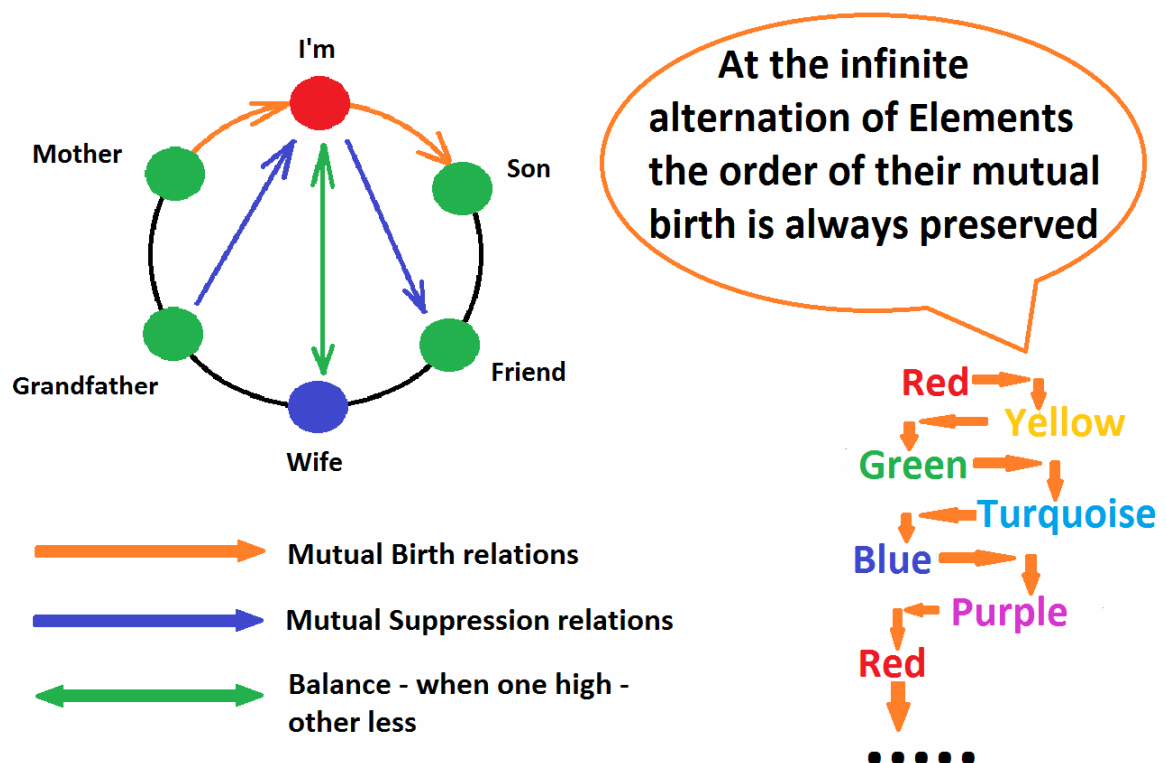 I'm
Mother
Son
Grandfather
Friend
Wife
Mutual Birth relations
Mutual Suppression relations
Balance - when one high -
other less
At the infinite
alternation of Elements
the order of their mutual
birth is always preserved
Red
Yellow
Green
Turquoise
Blue
Purple
Red
.....